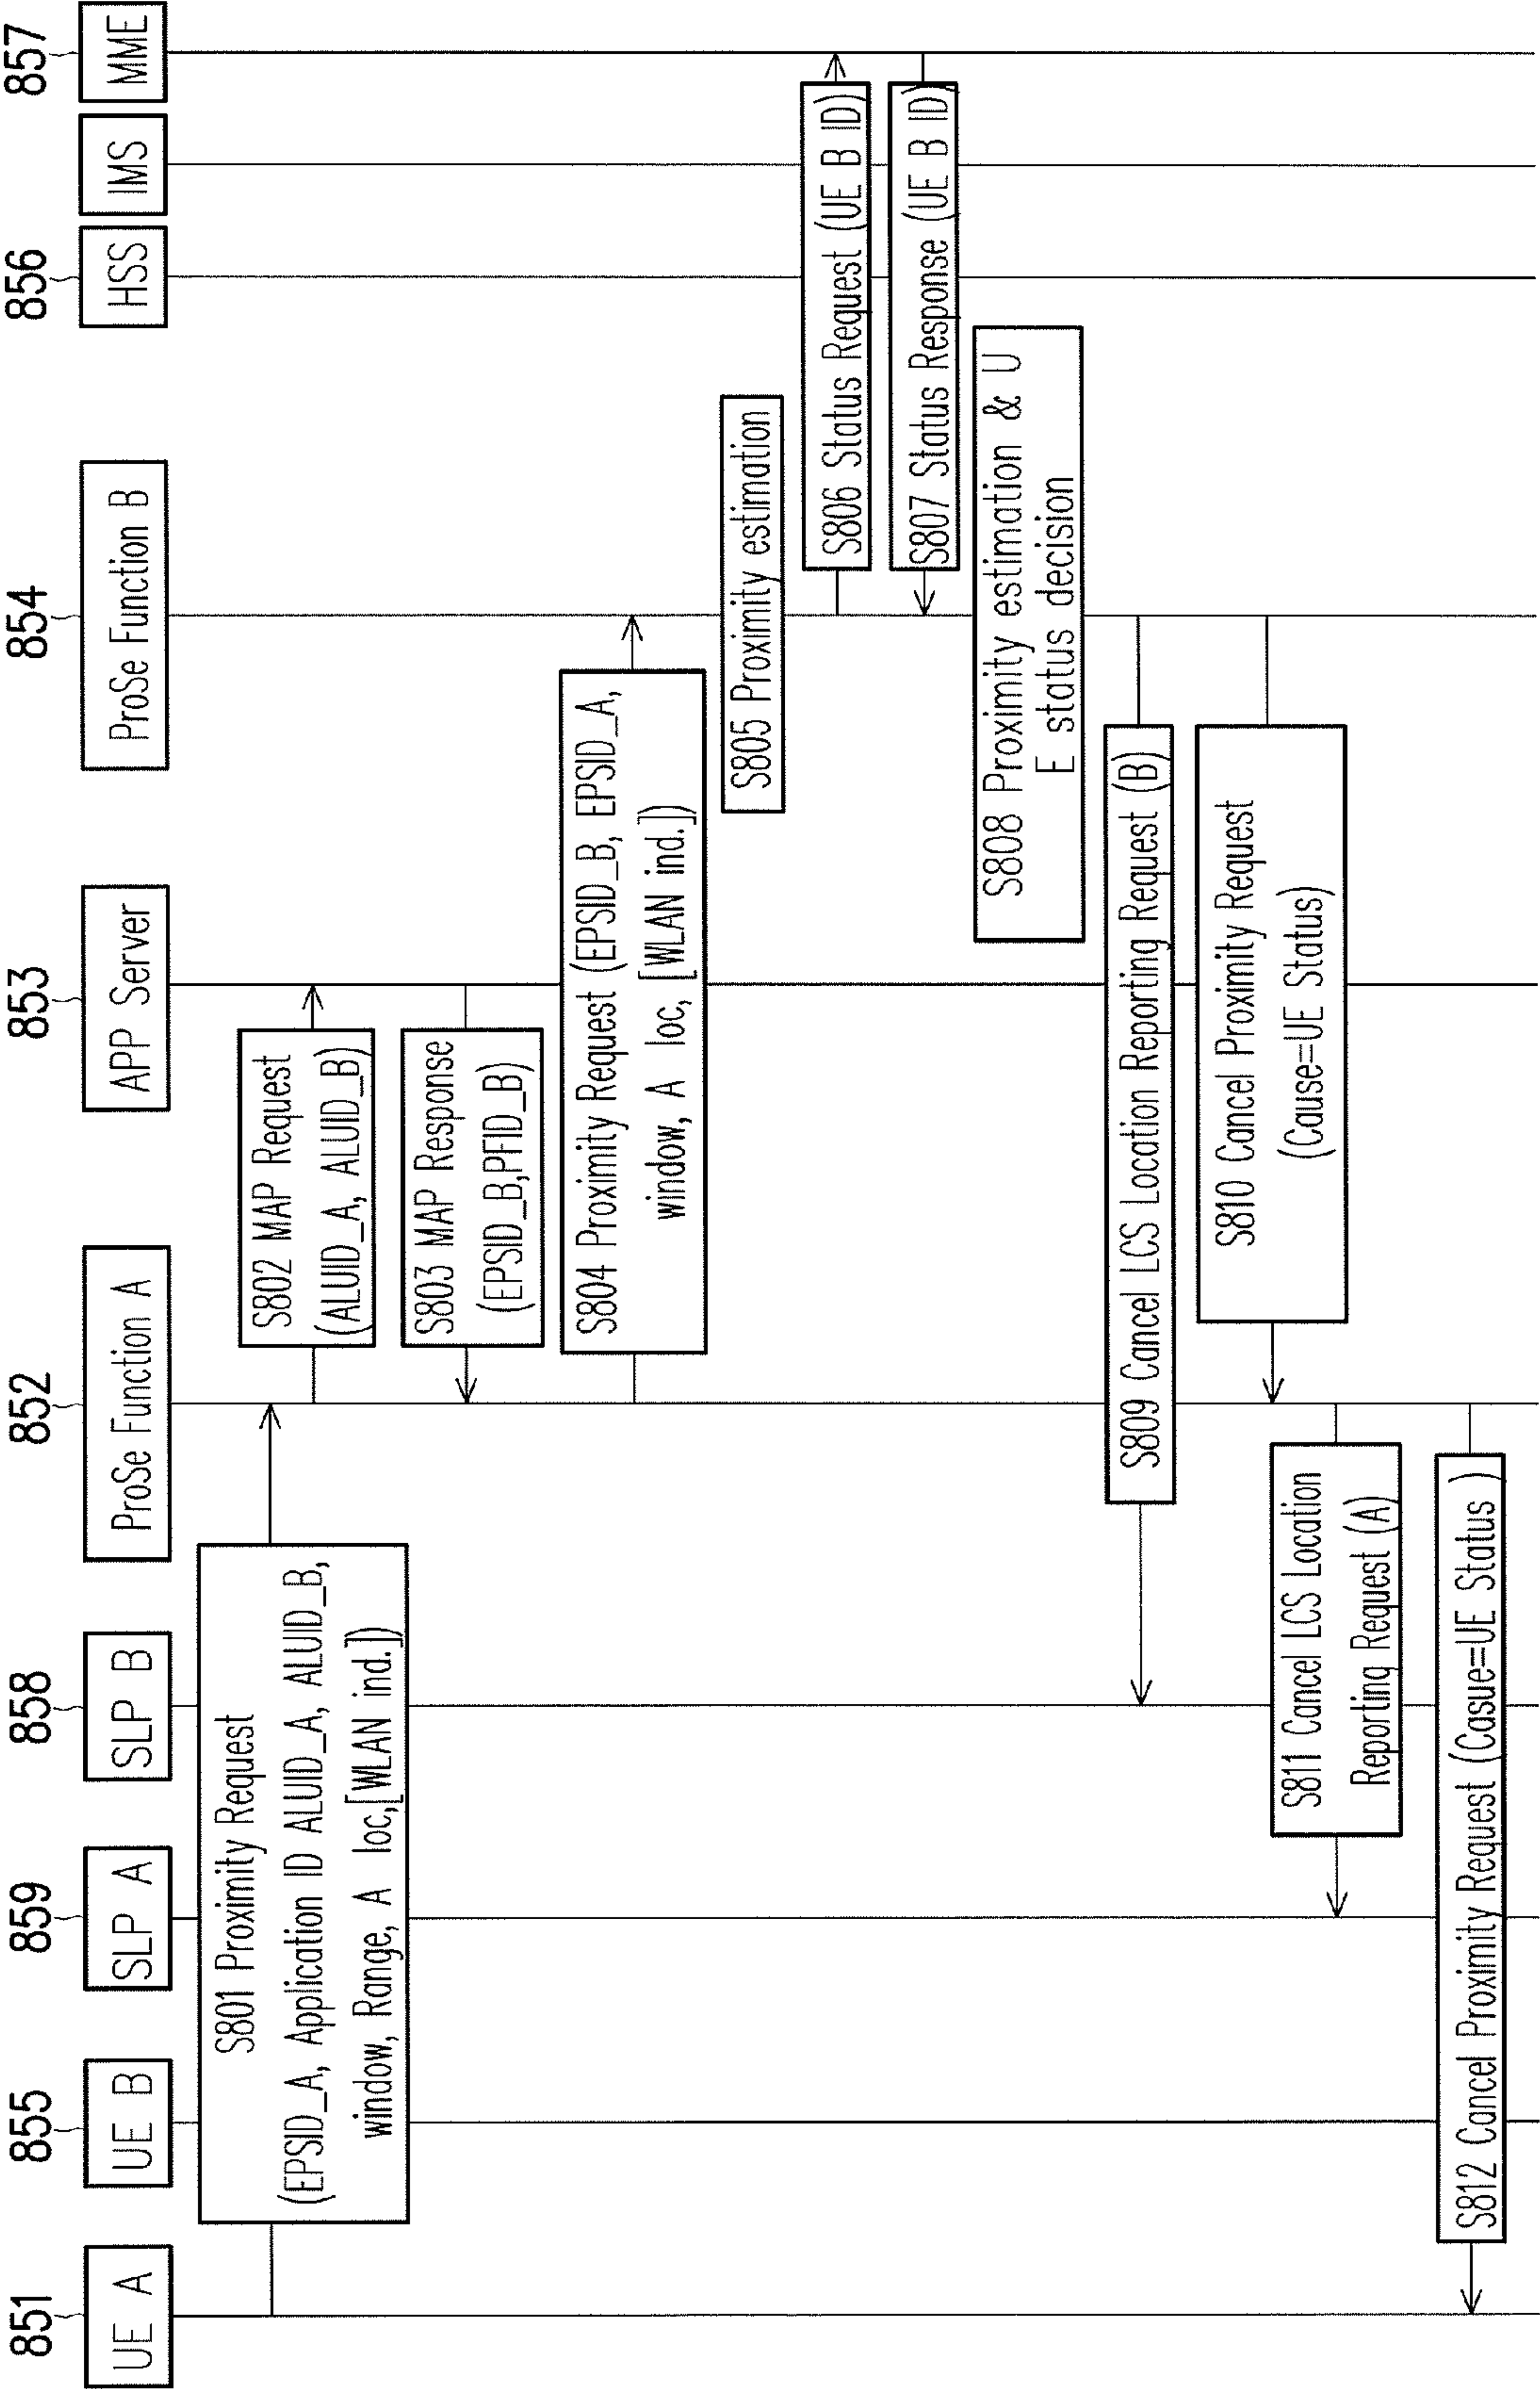 851
855
859
858
852
853
854
856
857
UE A
UE B
SLP A
SLP B
ProSe Function A
APP Server
ProSe Function B
HSS
IMS
MME
S801 Proximity Request
(EPSID_A, Application ID ALUID_A, ALUID_B,
window, Range, A loc,[WLAN ind.])
S802 MAP Request
(ALUID_A, ALUID_B)
S803 MAP Response
(EPSID_B,PFID_B)
S804 Proximity Request (EPSID_B, EPSID_A,
window, A loc, [WLAN ind.])
S805 Proximity estimation
S806 Status Request (UE B ID)
S807 Status Response (UE B ID)
S808 Proximity estimation & U
E status decision
S809 Cancel LCS Location Reporting Request (B)
S810 Cancel Proximity Request
(Cause=UE Status)
S811 Cancel LCS Location
Reporting Request (A)
S812 Cancel Proximity Request (Casue=UE Status )